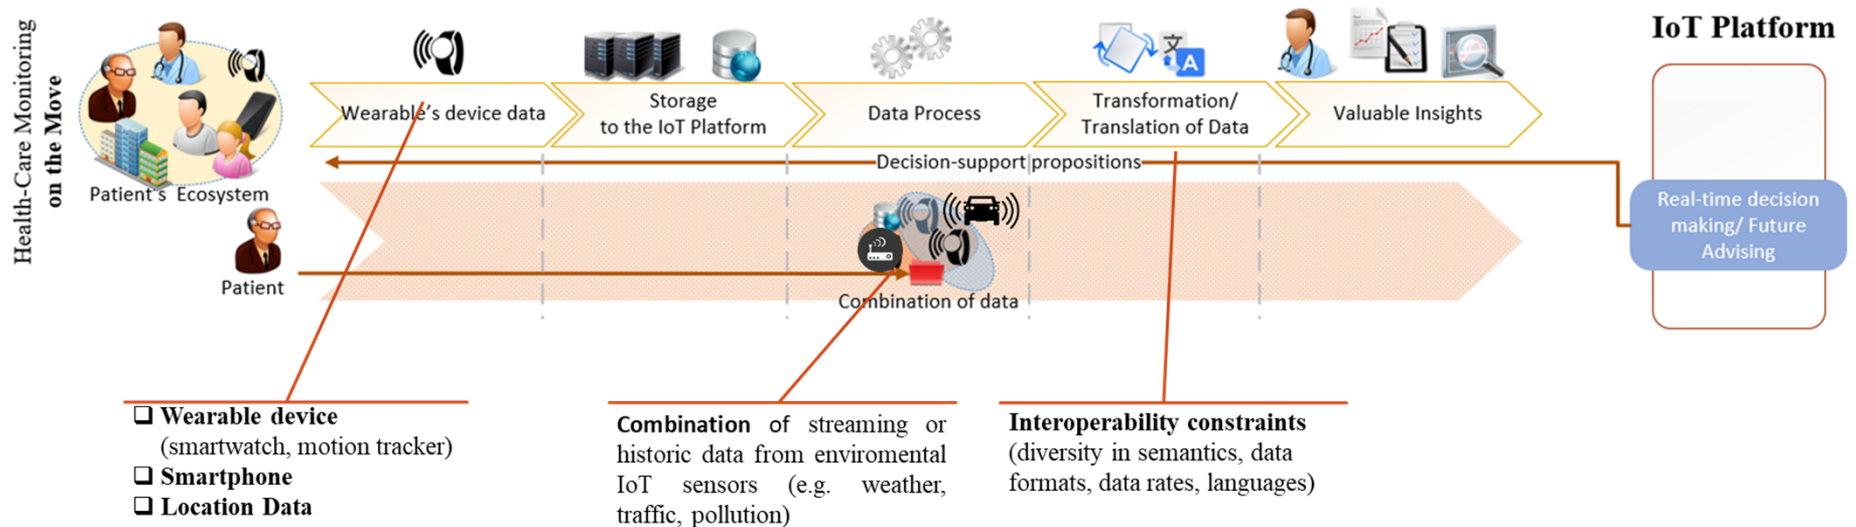 Health-Care Monitoring
on the Move
Patient's Ecosystem
Wearable's device data
Storage
to the IoT Platform
Data Process
Transformation/
Translation of Data
Valuable Insights
IoT Platform
Decision-support propositions
Real-time decision
making/ Future
Advising
Patient
Combination of data
文
A
❑ Wearable device
(smartwatch, motion tracker)
❑ Smartphone
❑ Location Data
Combination of streaming or
historic data from enviromental
IoT sensors (e.g. weather,
traffic, pollution)
Interoperability constraints
(diversity in semantics, data
formats, data rates, languages)